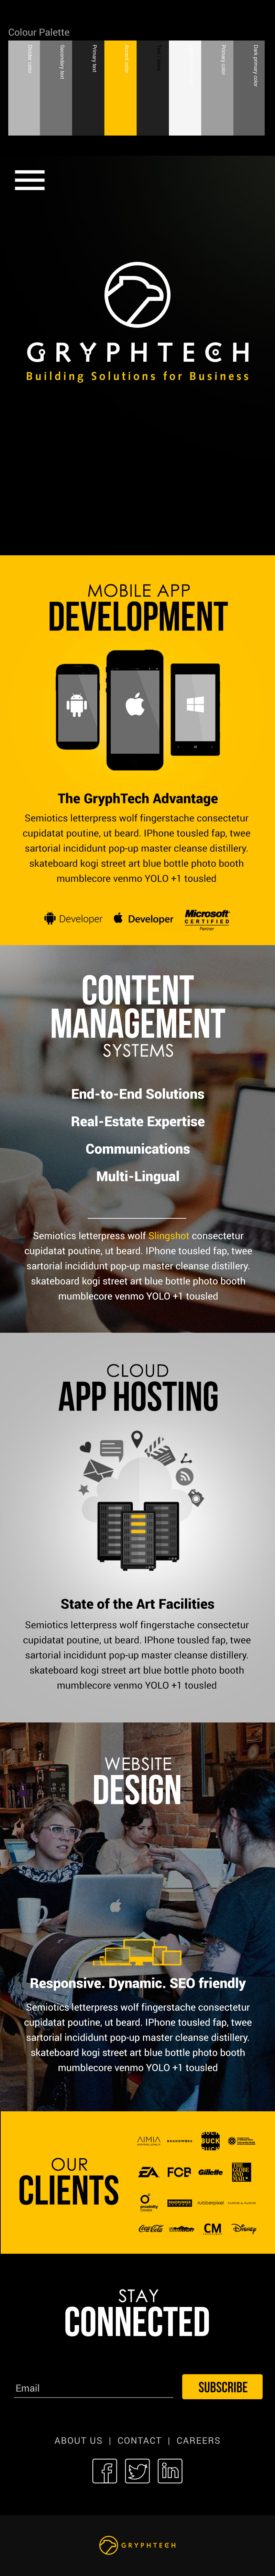 Colour Palette
Divider color
Secondary text
Primary text
Accent color
Text / Icons
Primary color
Dark primary color
GRYPHTECH
Building Solutions for Business
MOBILE APP
DEVELOPMENT
The GryphTech Advantage
Semiotics letterpress wolf fingerstache consectetur
cupidatat poutine, ut beard. IPhone tousled fap, twee
sartorial incididunt pop-up master cleanse distillery.
skateboard kogi street art blue bottle photo booth
mumblecore venmo YOLO +1 tousled
Developer
Developer
Microsoft
CERTIFIED
Partner
CONTENT
MANAGEMENT
SYSTEMS
End-to-End Solutions
Real-Estate Expertise
Communications
Multi-Lingual
Semiotics letterpress wolf Slingshot consectetur
cupidatat poutine, ut beard. IPhone tousled fap, twee
sartorial incididunt pop-up master cleanse distillery.
skateboard kogi street art blue bottle photo booth
mumblecore venmo YOLO +1 tousled
CLOUD
APP HOSTING
State of the Art Facilities
Semiotics letterpress wolf fingerstache consectetur
cupidatat poutine, ut beard. IPhone tousled fap, twee
sartorial incididunt pop-up master cleanse distillery.
skateboard kogi street art blue bottle photo booth
mumblecore venmo YOLO +1 tousled
WEBSITE
DESIGN
Responsive. Dynamic. SEO friendly
Semiotics letterpress wolf fingerstache consectetur
cupidatat poutine, ut beard. IPhone tousled fap, twee
sartorial incididunt pop-up master cleanse distillery.
skateboard kogi street art blue bottle photo booth
mumblecore venmo YOLO +1 tousled
OUR
CLIENTS
AIMIA
BRANDWORX
BUCK
EA
FCB
Gillette
THE GLOBE AND MAIL
proximity
rubberpixel
Coca-Cola
CM
Disney
STAY
CONNECTED
Email
SUBSCRIBE
ABOUT US | CONTACT | CAREERS
GRYPHTECH